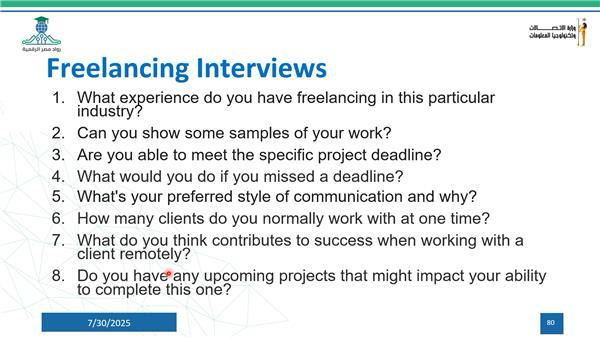 رواد مصر الرقمية
وزارة الاتصالات
وتكنولوجيا المعلومات
Freelancing Interviews
1. What experience do you have freelancing in this particular
industry?
2. Can you show some samples of your work?
3. Are you able to meet the specific project deadline?
4. What would you do if you missed a deadline?
5. What's your preferred style of communication and why?
6. How many clients do you normally work with at one time?
7. What do you think contributes to success when working with a
client remotely?
8. Do you have any upcoming projects that might impact your ability
to complete this one?
7/30/2025
80